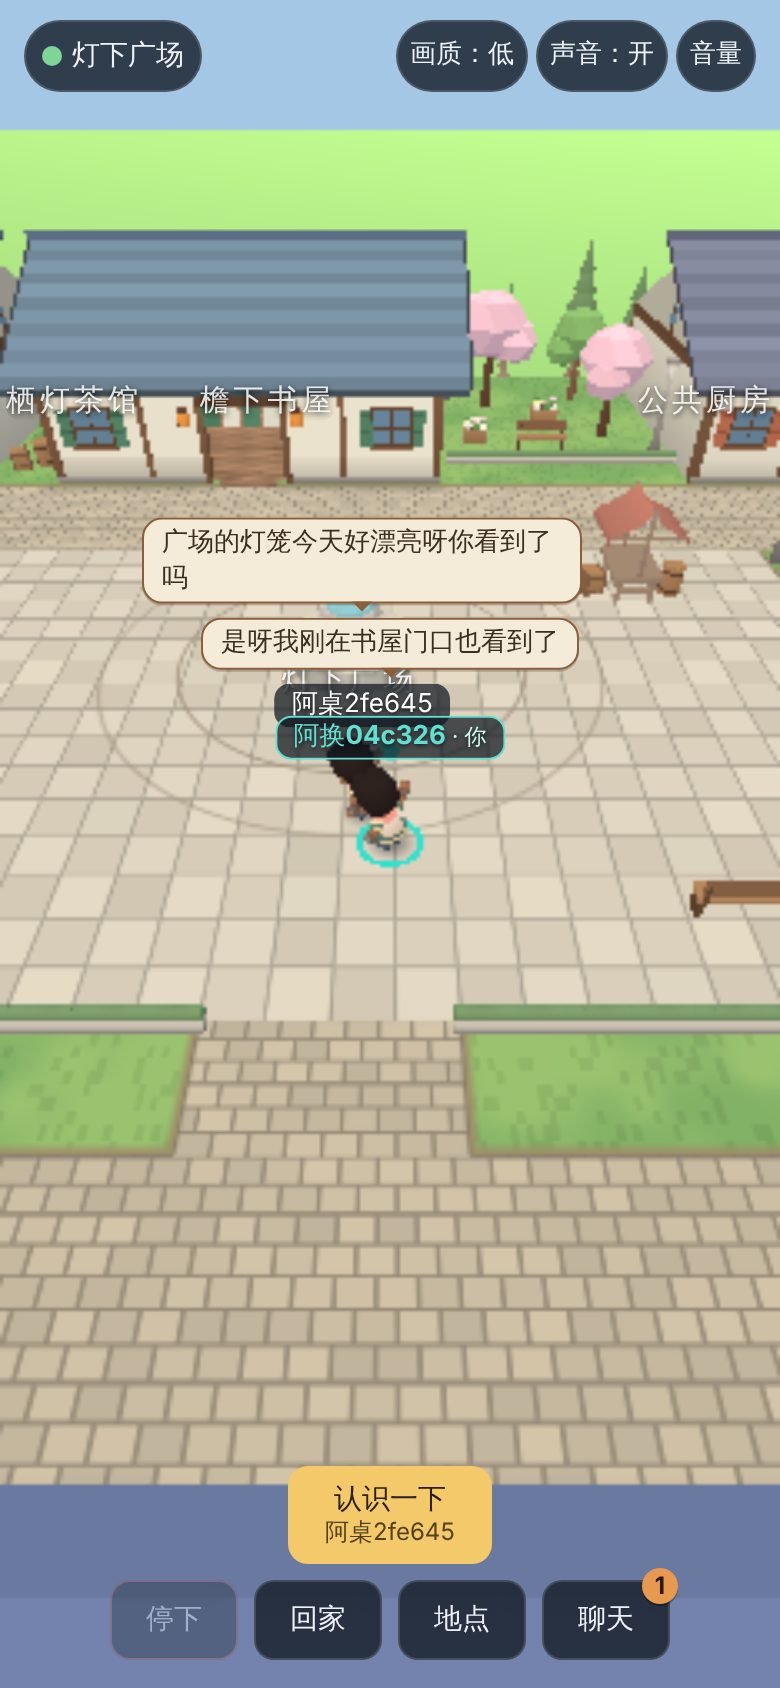 灯下广场
画质：低
声音：开
音量
栖灯茶馆
檐下书屋
公共厨房
广场的灯笼今天好漂亮呀你看到了
吗
是呀我刚在书屋门口也看到了
灯下广场
阿桌2fe645
阿换04c326 · 你
认识一下
阿桌2fe645
停下
回家
地点
聊天
1